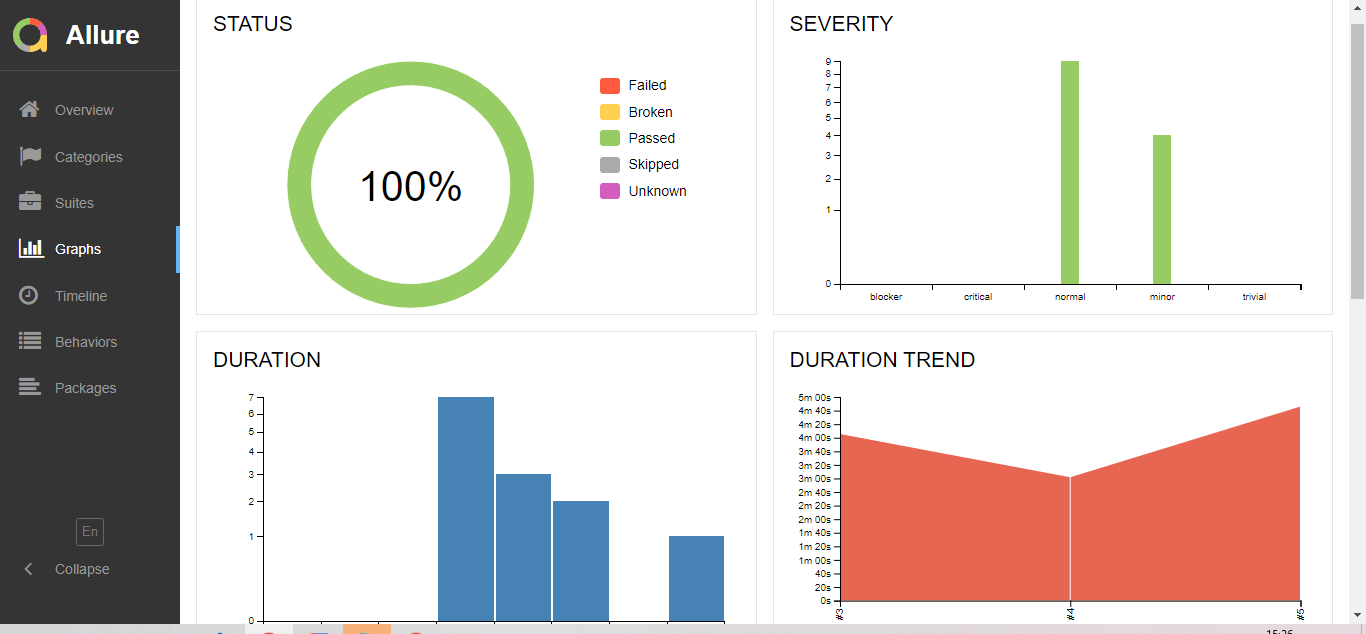 Allure
Overview
Categories
Suites
Graphs
Timeline
Behaviors
Packages
En
Collapse
STATUS
100%
Failed
Broken
Passed
Skipped
Unknown
SEVERITY
9
8
7
6
5
4
3
2
1
0
blocker critical normal minor trivial
DURATION
7
6
5
4
3
2
1
0
DURATION TREND
5m 00s
4m 40s
4m 20s
4m 00s
3m 40s
3m 20s
3m 00s
2m 40s
2m 20s
2m 00s
1m 40s
1m 20s
1m 00s
40s
20s
0s
#3 #4 #5